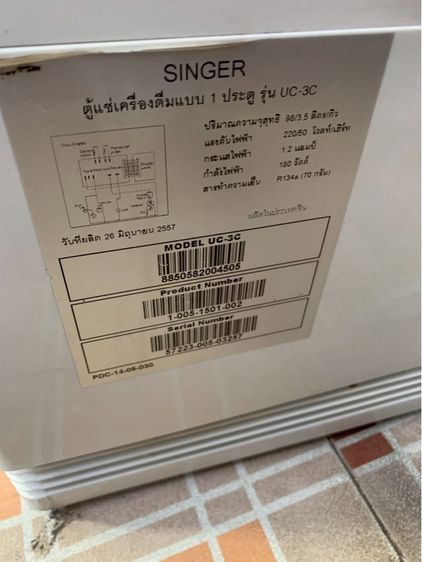 SINGER
ตู้แช่เครื่องดื่มแบบ 1 ประตู รุ่น UC-3C
ปริมาณความจุสุทธิ 98/3.5 ลิตร/คิว
แรงดันไฟฟ้า 220/50 โวลท์/เฮิร์ท
กระแสไฟฟ้า 1.2 แอมป์
กำลังไฟฟ้า 180 วัตต์
สารทำความเย็น R134a (70 กรัม)
ผลิตในประเทศจีน
วันที่ผลิต 26 มิถุนายน 2557
MODEL UC-3C
8850582004505
Product Number
1-005-1501-002
Serial Number
57223-005-03257
PDC-14-05-030